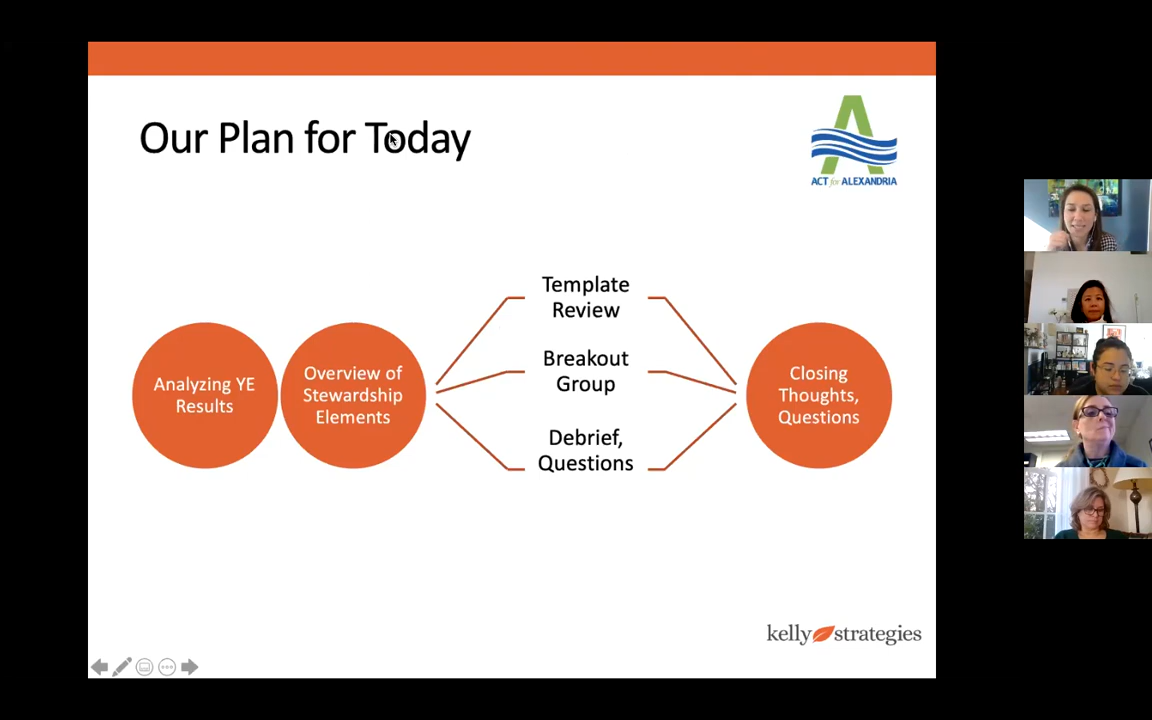 Our Plan for Today
ACT for ALEXANDRIA
Analyzing YE
Results
Overview of
Stewardship
Elements
Template
Review
Breakout
Group
Debrief,
Questions
Closing
Thoughts,
Questions
kelly strategies